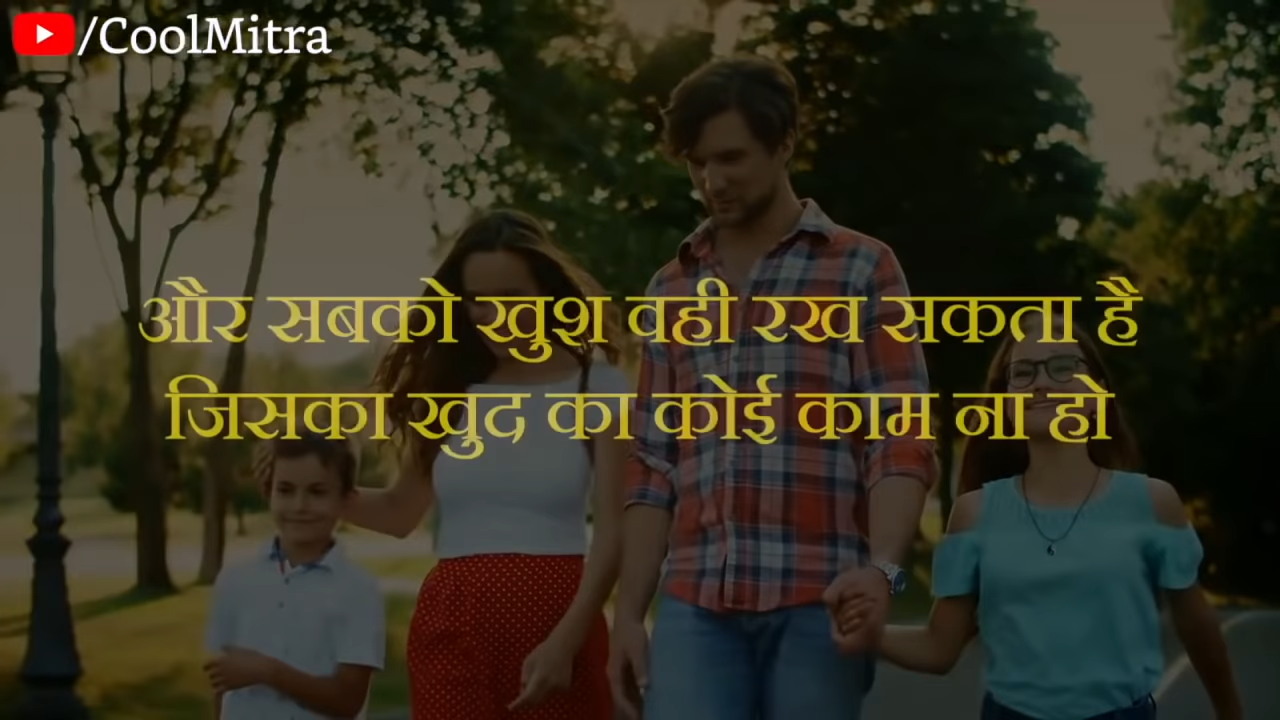 /CoolMitra
और सबको खुश वही रख सकता है
जिसका खुद का कोई काम ना हो